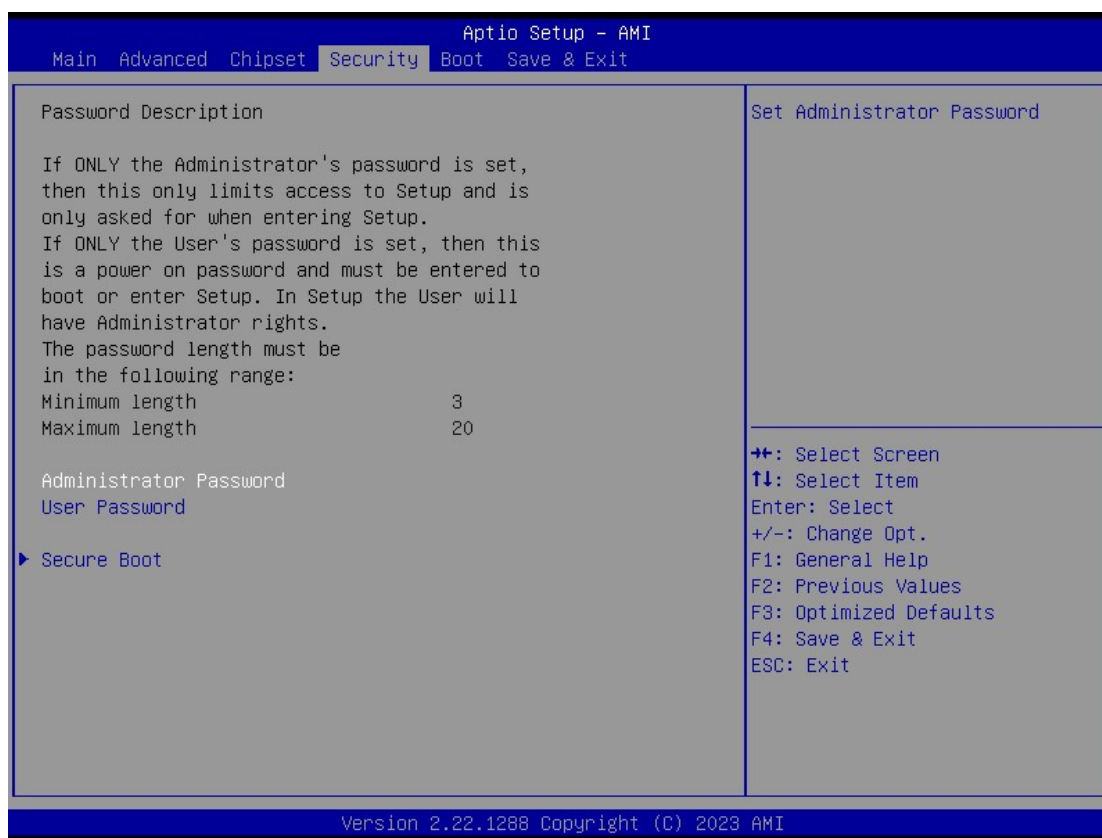 Aptio Setup – AMI
Main Advanced Chipset Security Boot Save & Exit
Password Description
If ONLY the Administrator's password is set,
then this only limits access to Setup and is
only asked for when entering Setup.
If ONLY the User's password is set, then this
is a power on password and must be entered to
boot or enter Setup. In Setup the User will
have Administrator rights.
The password length must be
in the following range:
Minimum length 3
Maximum length 20
Administrator Password
User Password
Secure Boot
Set Administrator Password
→←: Select Screen
↑↓: Select Item
Enter: Select
+/-: Change Opt.
F1: General Help
F2: Previous Values
F3: Optimized Defaults
F4: Save & Exit
ESC: Exit
Version 2.22.1288 Copyright (C) 2023 AMI